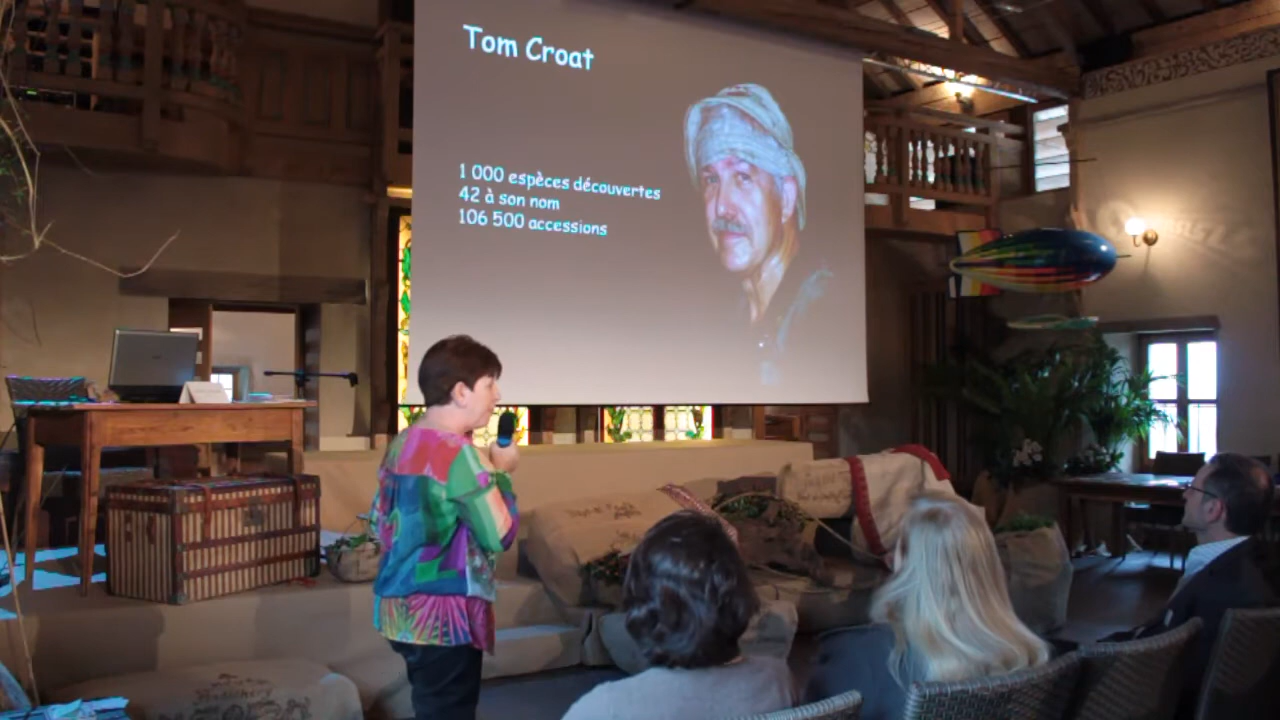 Tom Croat
1 000 espèces découvertes
42 à son nom
106 500 accessions